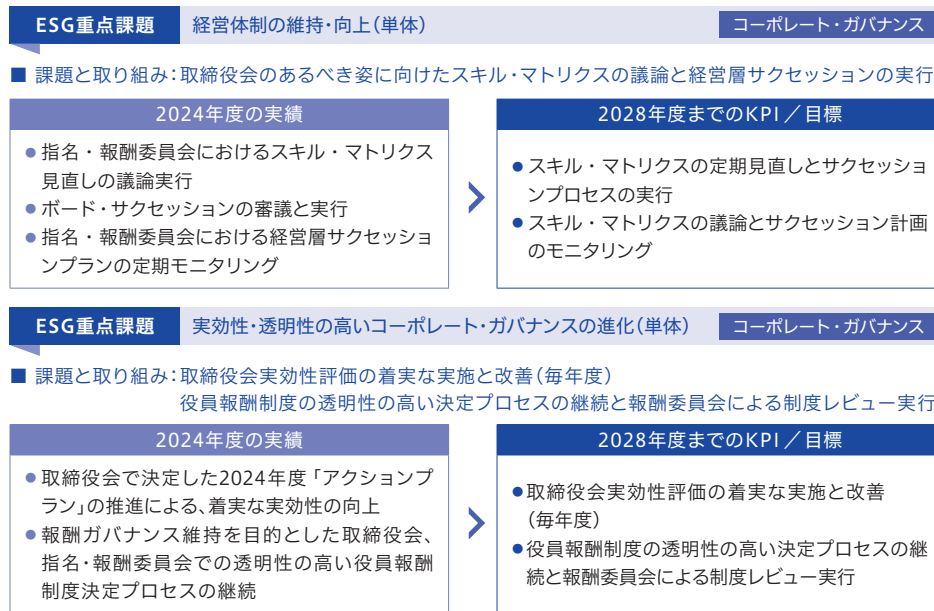 ESG重点課題 経営体制の維持・向上（単体） コーポレート・ガバナンス
■ 課題と取り組み：取締役会のあるべき姿に向けたスキル・マトリクスの議論と経営層サクセッションの実行
2024年度の実績
●指名・報酬委員会におけるスキル・マトリクス
見直しの議論実行
●ボード・サクセッションの審議と実行
●指名・報酬委員会における経営層サクセッショ
ンプランの定期モニタリング
2028年度までのKPI／目標
●スキル・マトリクスの定期見直しとサクセッショ
ンプロセスの実行
●スキル・マトリクスの議論とサクセッション計画
のモニタリング
ESG重点課題 実効性・透明性の高いコーポレート・ガバナンスの進化（単体） コーポレート・ガバナンス
■ 課題と取り組み：取締役会実効性評価の着実な実施と改善（毎年度）
役員報酬制度の透明性の高い決定プロセスの継続と報酬委員会による制度レビュー実行
2024年度の実績
●取締役会で決定した2024年度「アクションプ
ラン」の推進による、着実な実効性の向上
●報酬ガバナンス維持を目的とした取締役会、
指名・報酬委員会での透明性の高い役員報酬
制度決定プロセスの継続
2028年度までのKPI／目標
●取締役会実効性評価の着実な実施と改善
（毎年度）
●役員報酬制度の透明性の高い決定プロセスの継
続と報酬委員会による制度レビュー実行